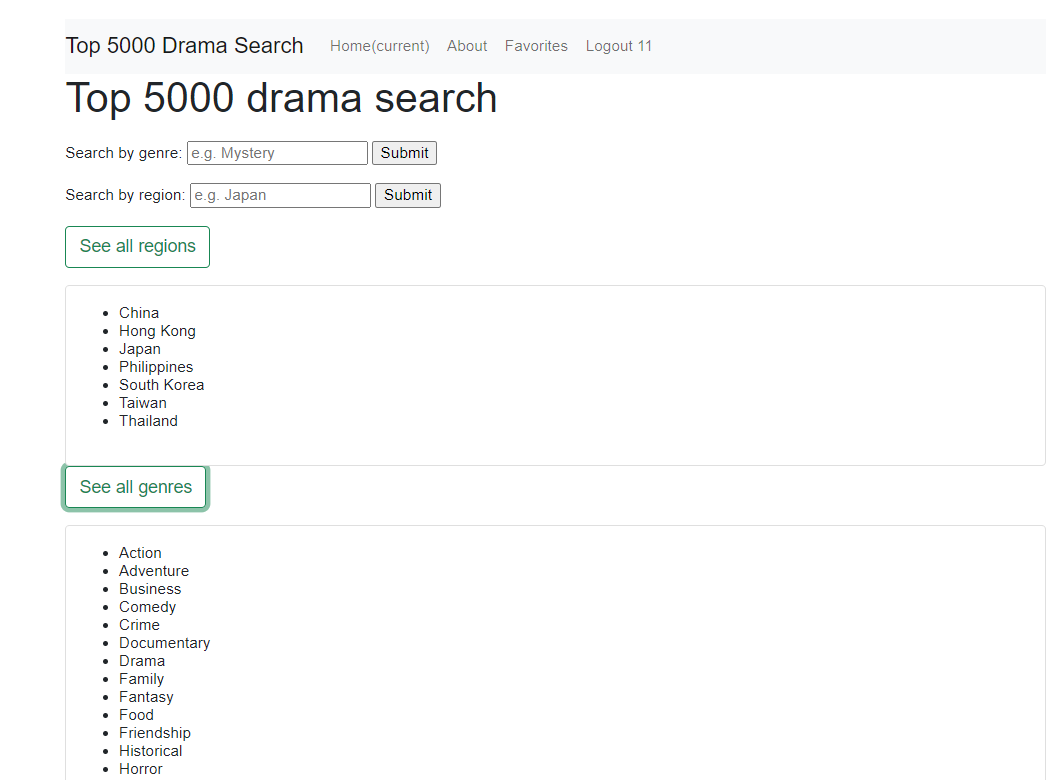 Top 5000 Drama Search Home(current) About Favorites Logout 11
Top 5000 drama search
Search by genre: e.g. Mystery Submit
Search by region: e.g. Japan Submit
See all regions
China
Hong Kong
Japan
Philippines
South Korea
Taiwan
Thailand
See all genres
Action
Adventure
Business
Comedy
Crime
Documentary
Drama
Family
Fantasy
Food
Friendship
Historical
Horror